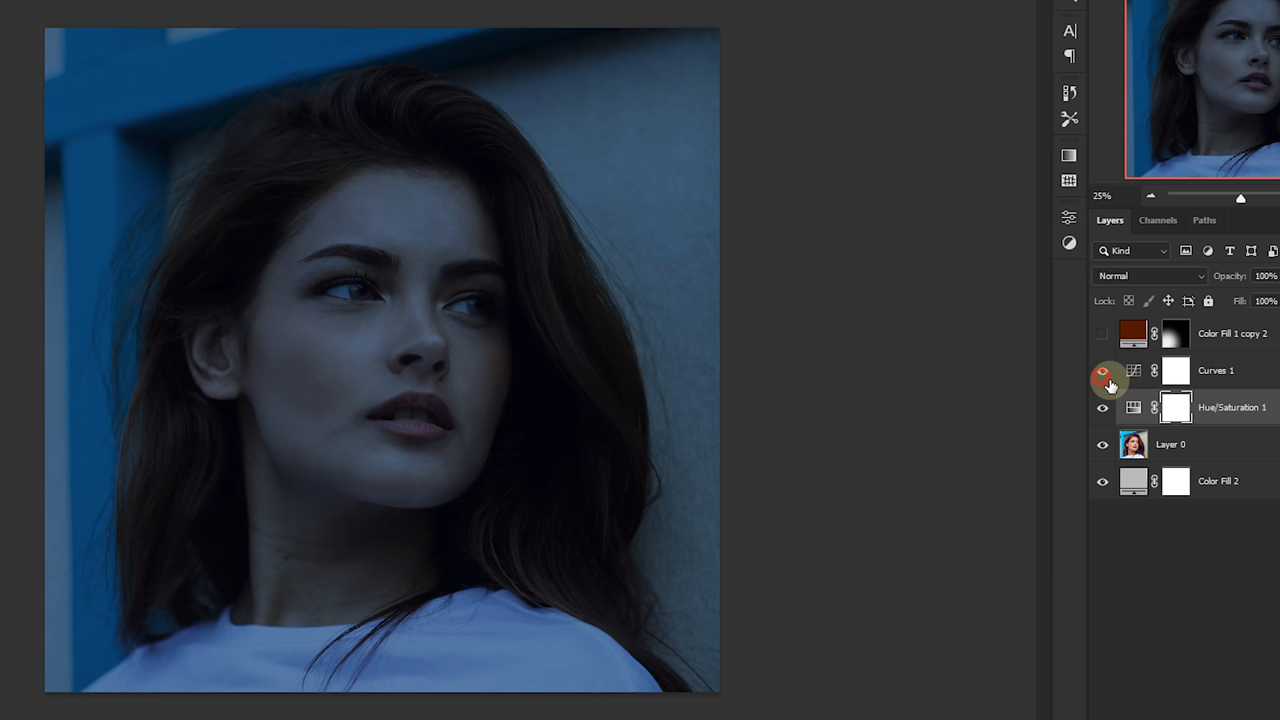 25%
Layers Channels Paths
Kind
Normal Opacity: 100%
Lock: Fill: 100%
Color Fill 1 copy 2
Curves 1
Hue/Saturation 1
Layer 0
Color Fill 2